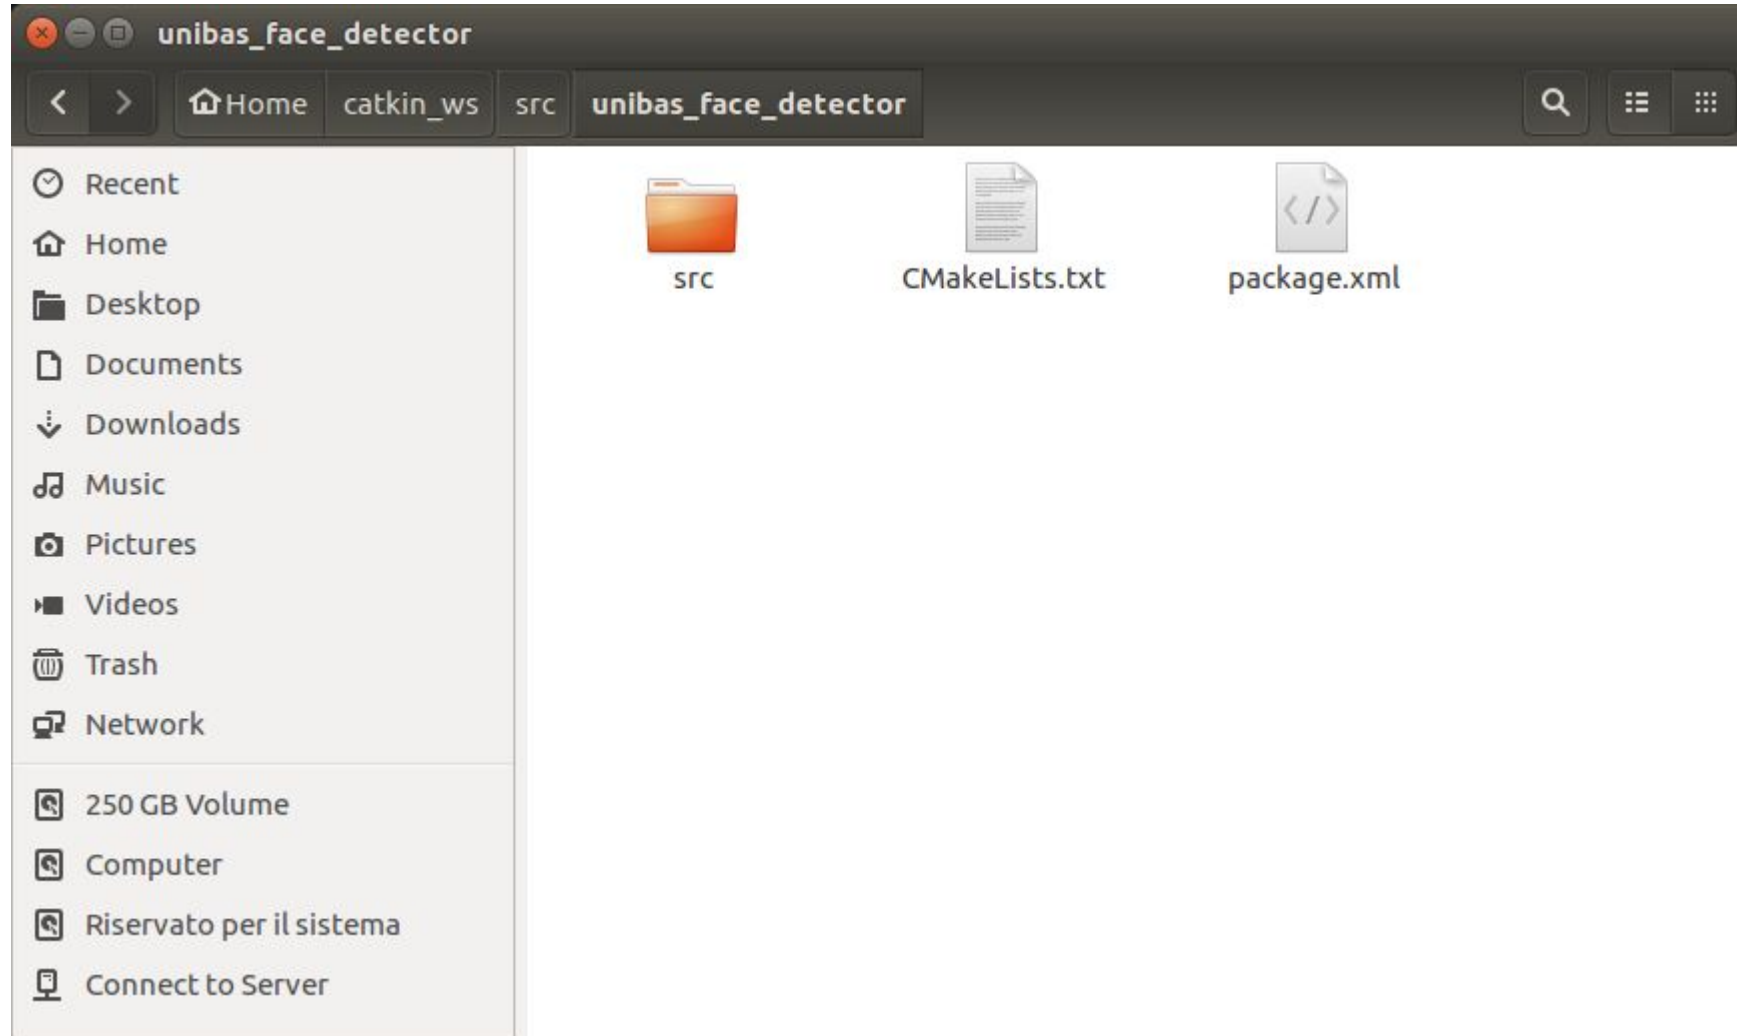 unibas_face_detector
Home catkin_ws src unibas_face_detector
Recent
Home
Desktop
Documents
Downloads
Music
Pictures
Videos
Trash
Network
250 GB Volume
Computer
Riservato per il sistema
Connect to Server
src CMakeLists.txt package.xml